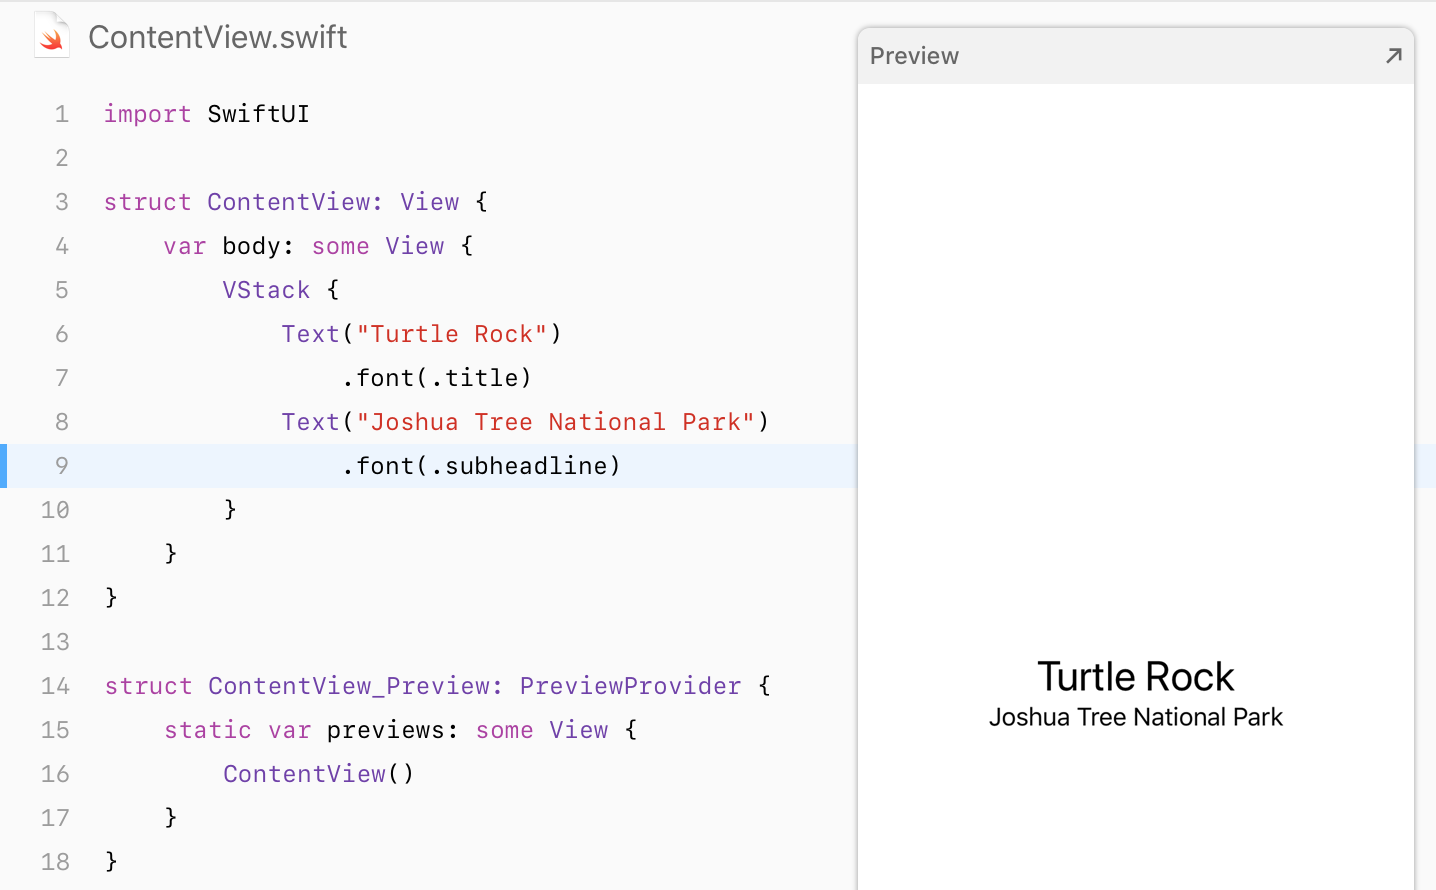 ContentView.swift
Preview
1 import SwiftUI
2
3 struct ContentView: View {
4     var body: some View {
5         VStack {
6             Text("Turtle Rock")
7                 .font(.title)
8             Text("Joshua Tree National Park")
9                 .font(.subheadline)
10         }
11     }
12 }
13
14 struct ContentView_Preview: PreviewProvider {
15     static var previews: some View {
16         ContentView()
17     }
18 }
Turtle Rock
Joshua Tree National Park